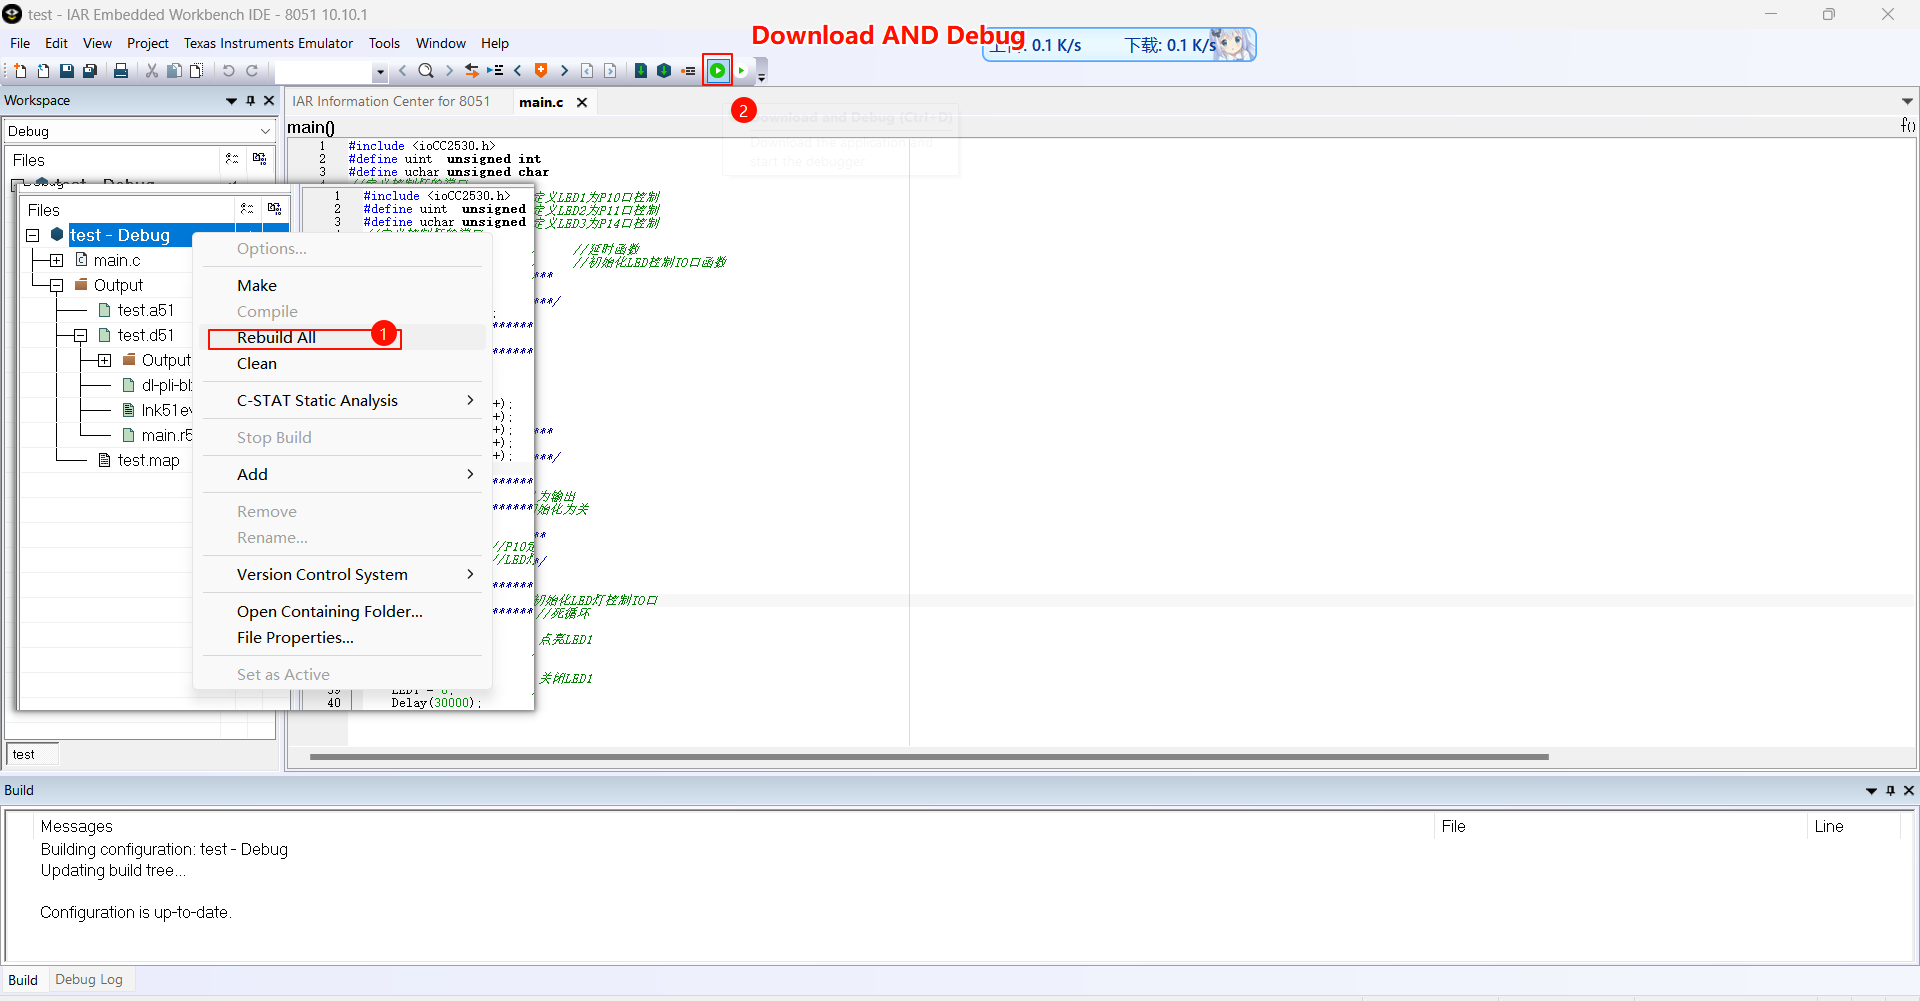 test - IAR Embedded Workbench IDE - 8051 10.10.1
File Edit View Project Texas Instruments Emulator Tools Window Help
Download AND Debug
0.1 K/s 下载: 0.1 K/s
Workspace
IAR Information Center for 8051 main.c
2
Download and Debug (Ctrl+D)
Download the application and
start the debugger
Debug
main()
f()
Files
1 #include <ioCC2530.h>
2 #define uint unsigned int
3 #define uchar unsigned char
Files
1 #include <ioCC2530.h>
定义LED1为P10口控制
2 #define uint unsigned
定义LED2为P11口控制
3 #define uchar unsigned
定义LED3为P14口控制
test - Debug
Options...
//延时函数
main.c
//初始化LED控制IO口函数
***
Output
Make
***/
test.a51
Compile
;
******
test.d51
Rebuild All
1
******
Output
Clean
dl-pli-bl
C-STAT Static Analysis
+);
lnk51e
+);
main.r5
Stop Build
+);
***
+);
test.map
+);
***/
Add
******
为输出
******
初始化为关
Remove
Rename...
**
//P10定
//LED灯
*/
Version Control System
******
初始化LED灯控制IO口
Open Containing Folder...
****** //死循环
File Properties...
点亮LED1
Set as Active
关闭LED1
39 LED1 = 0;
40 Delay(30000);
test
Build
Messages File Line
Building configuration: test - Debug
Updating build tree...
Configuration is up-to-date.
Build Debug Log